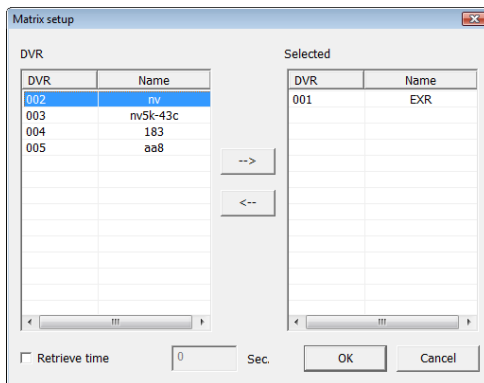 Matrix setup
DVR
Selected
DVR Name
002 nv
003 nv5k-43c
004 183
005 aa8
-->
<--
DVR Name
001 EXR
Retrieve time 0 Sec. OK Cancel